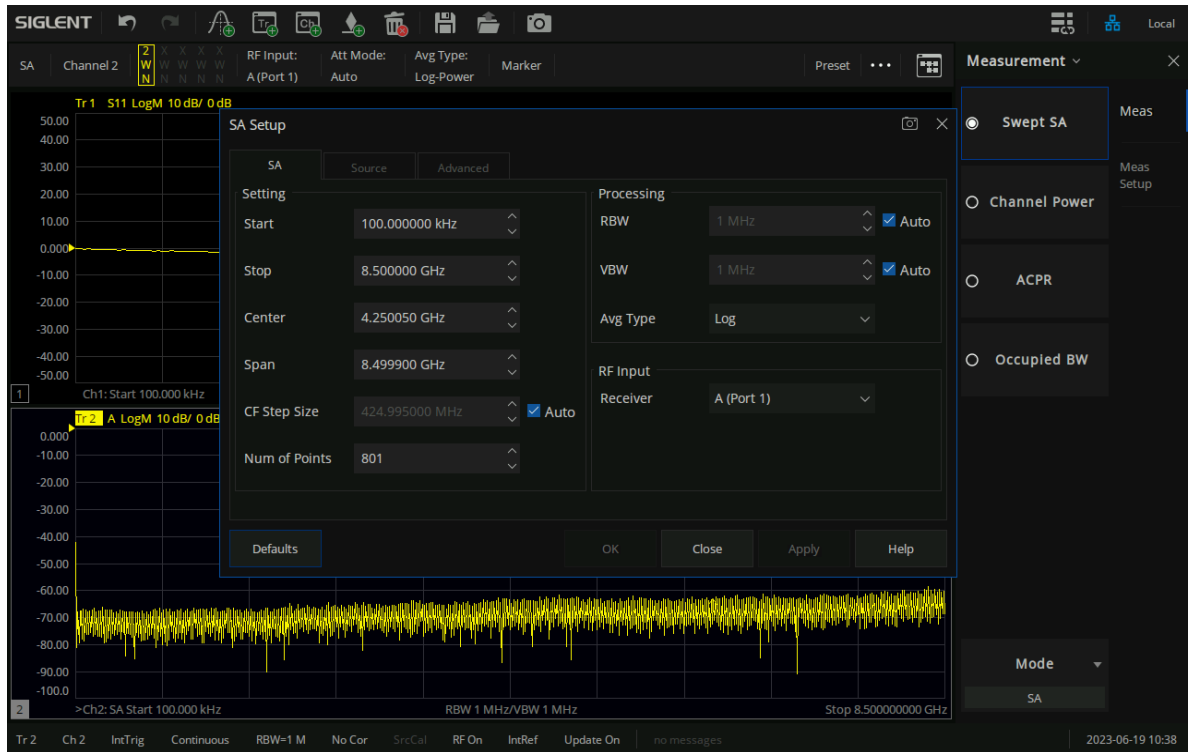 SIGLENT
Local
SA Channel 2
2 X X X X
W W W W W
N N N N N
RF Input:
A (Port 1)
Att Mode:
Auto
Avg Type:
Log-Power
Marker
Preset
Measurement
Tr 1 S11 LogM 10 dB/ 0 dB
50.00
40.00
30.00
20.00
10.00
0.000
-10.00
-20.00
-30.00
-40.00
-50.00
1
Ch1: Start 100.000 kHz
SA Setup
SA
Source
Advanced
Setting
Start 100.000000 kHz
Stop 8.500000 GHz
Center 4.250050 GHz
Span 8.499900 GHz
CF Step Size 424.995000 MHz Auto
Num of Points 801
Processing
RBW 1 MHz Auto
VBW 1 MHz Auto
Avg Type Log
RF Input
Receiver A (Port 1)
Defaults
OK
Close
Apply
Help
Swept SA
Channel Power
ACPR
Occupied BW
Meas
Meas
Setup
Mode
SA
Tr 2 A LogM 10 dB/ 0 dB
0.000
-10.00
-20.00
-30.00
-40.00
-50.00
-60.00
-70.00
-80.00
-90.00
-100.0
2
>Ch2: SA Start 100.000 kHz RBW 1 MHz/VBW 1 MHz Stop 8.500000000 GHz
Tr 2 Ch 2 IntTrig Continuous RBW=1 M No Cor SrcCal RF On IntRef Update On no messages 2023-06-19 10:38